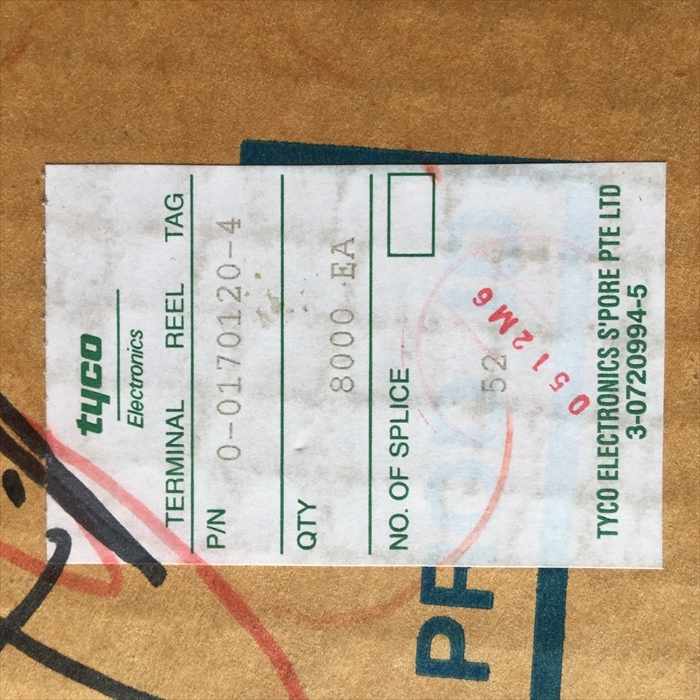 tyco
Electronics
TERMINAL REEL TAG
P/N 0-0170120-4
QTY 8000 EA
NO. OF SPLICE
52
0512M6
TYCO ELECTRONICS S'PORE PTE LTD
3-0720994-5